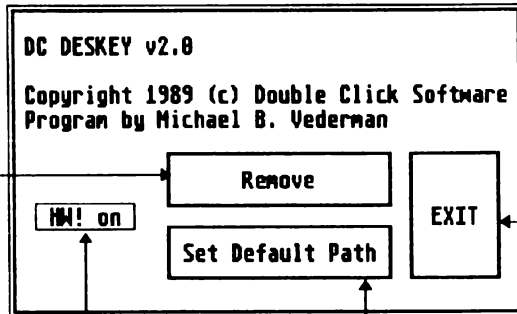 DC DESKEY v2.0
Copyright 1989 (c) Double Click Software
Program by Michael B. Vederman
Remove
HW! on
EXIT
Set Default Path